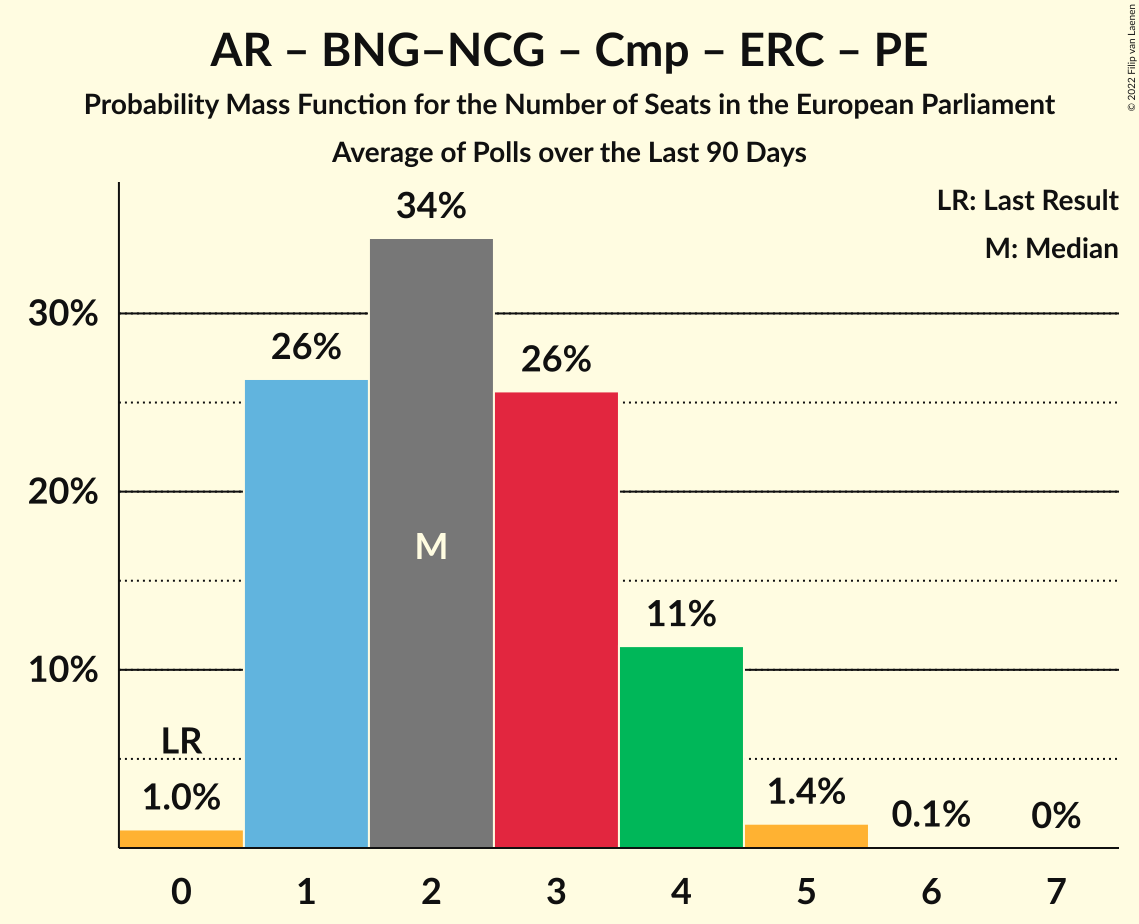 AR – BNG–NCG – Cmp – ERC – PE
Probability Mass Function for the Number of Seats in the European Parliament
Average of Polls over the Last 90 Days
© 2022 Filip van Laenen
LR: Last Result
M: Median
34%
30%
26%
26%
20%
M
11%
10%
LR
1.0%
1.4%
0.1%
0%
0 1 2 3 4 5 6 7